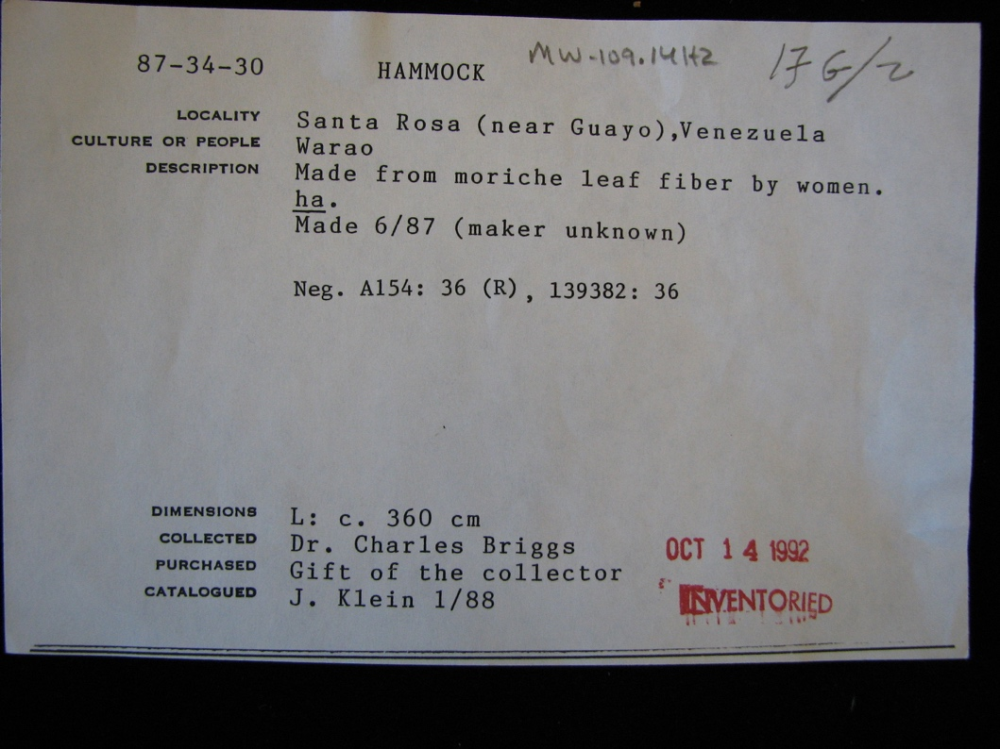 87-34-30 HAMMOCK MW-109.14H2 17 G/2
LOCALITY Santa Rosa (near Guayo),Venezuela
CULTURE OR PEOPLE Warao
DESCRIPTION Made from moriche leaf fiber by women.
ha.
Made 6/87 (maker unknown)
Neg. A154: 36 (R), 139382: 36
DIMENSIONS L: c. 360 cm
COLLECTED Dr. Charles Briggs OCT 14 1992
PURCHASED Gift of the collector
CATALOGUED J. Klein 1/88 INVENTORIED